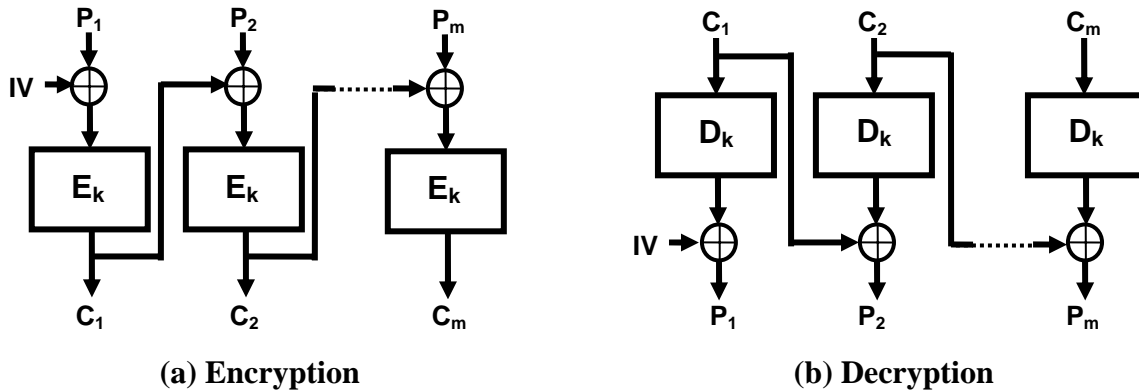 P₁ P₂ Pₘ
IV
Eₖ Eₖ Eₖ
C₁ C₂ Cₘ
(a) Encryption
C₁ C₂ Cₘ
Dₖ Dₖ Dₖ
IV
P₁ P₂ Pₘ
(b) Decryption